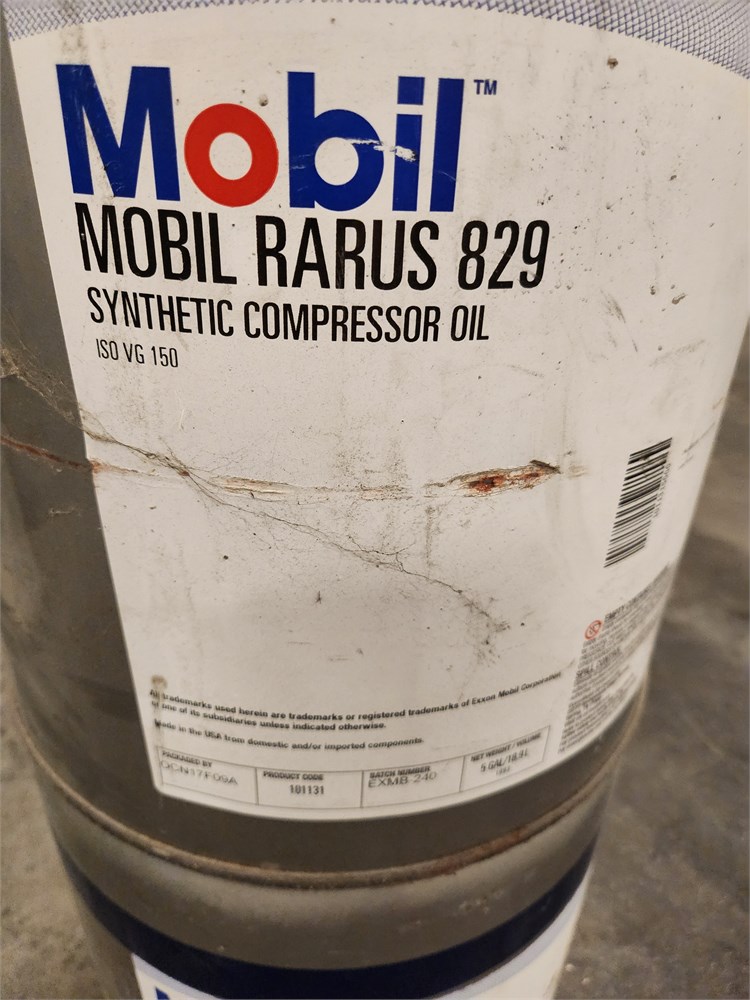 Mobil™
MOBIL RARUS 829
SYNTHETIC COMPRESSOR OIL
ISO VG 150
All trademarks used herein are trademarks or registered trademarks of Exxon Mobil Corporation
or one of its subsidiaries unless indicated otherwise.
Made in the USA from domestic and/or imported components.
PACKAGED BY
QCN17F09A
PRODUCT CODE
101131
BATCH NUMBER
EXMB-240
NET WEIGHT / VOLUME
5 GAL/18.9 L